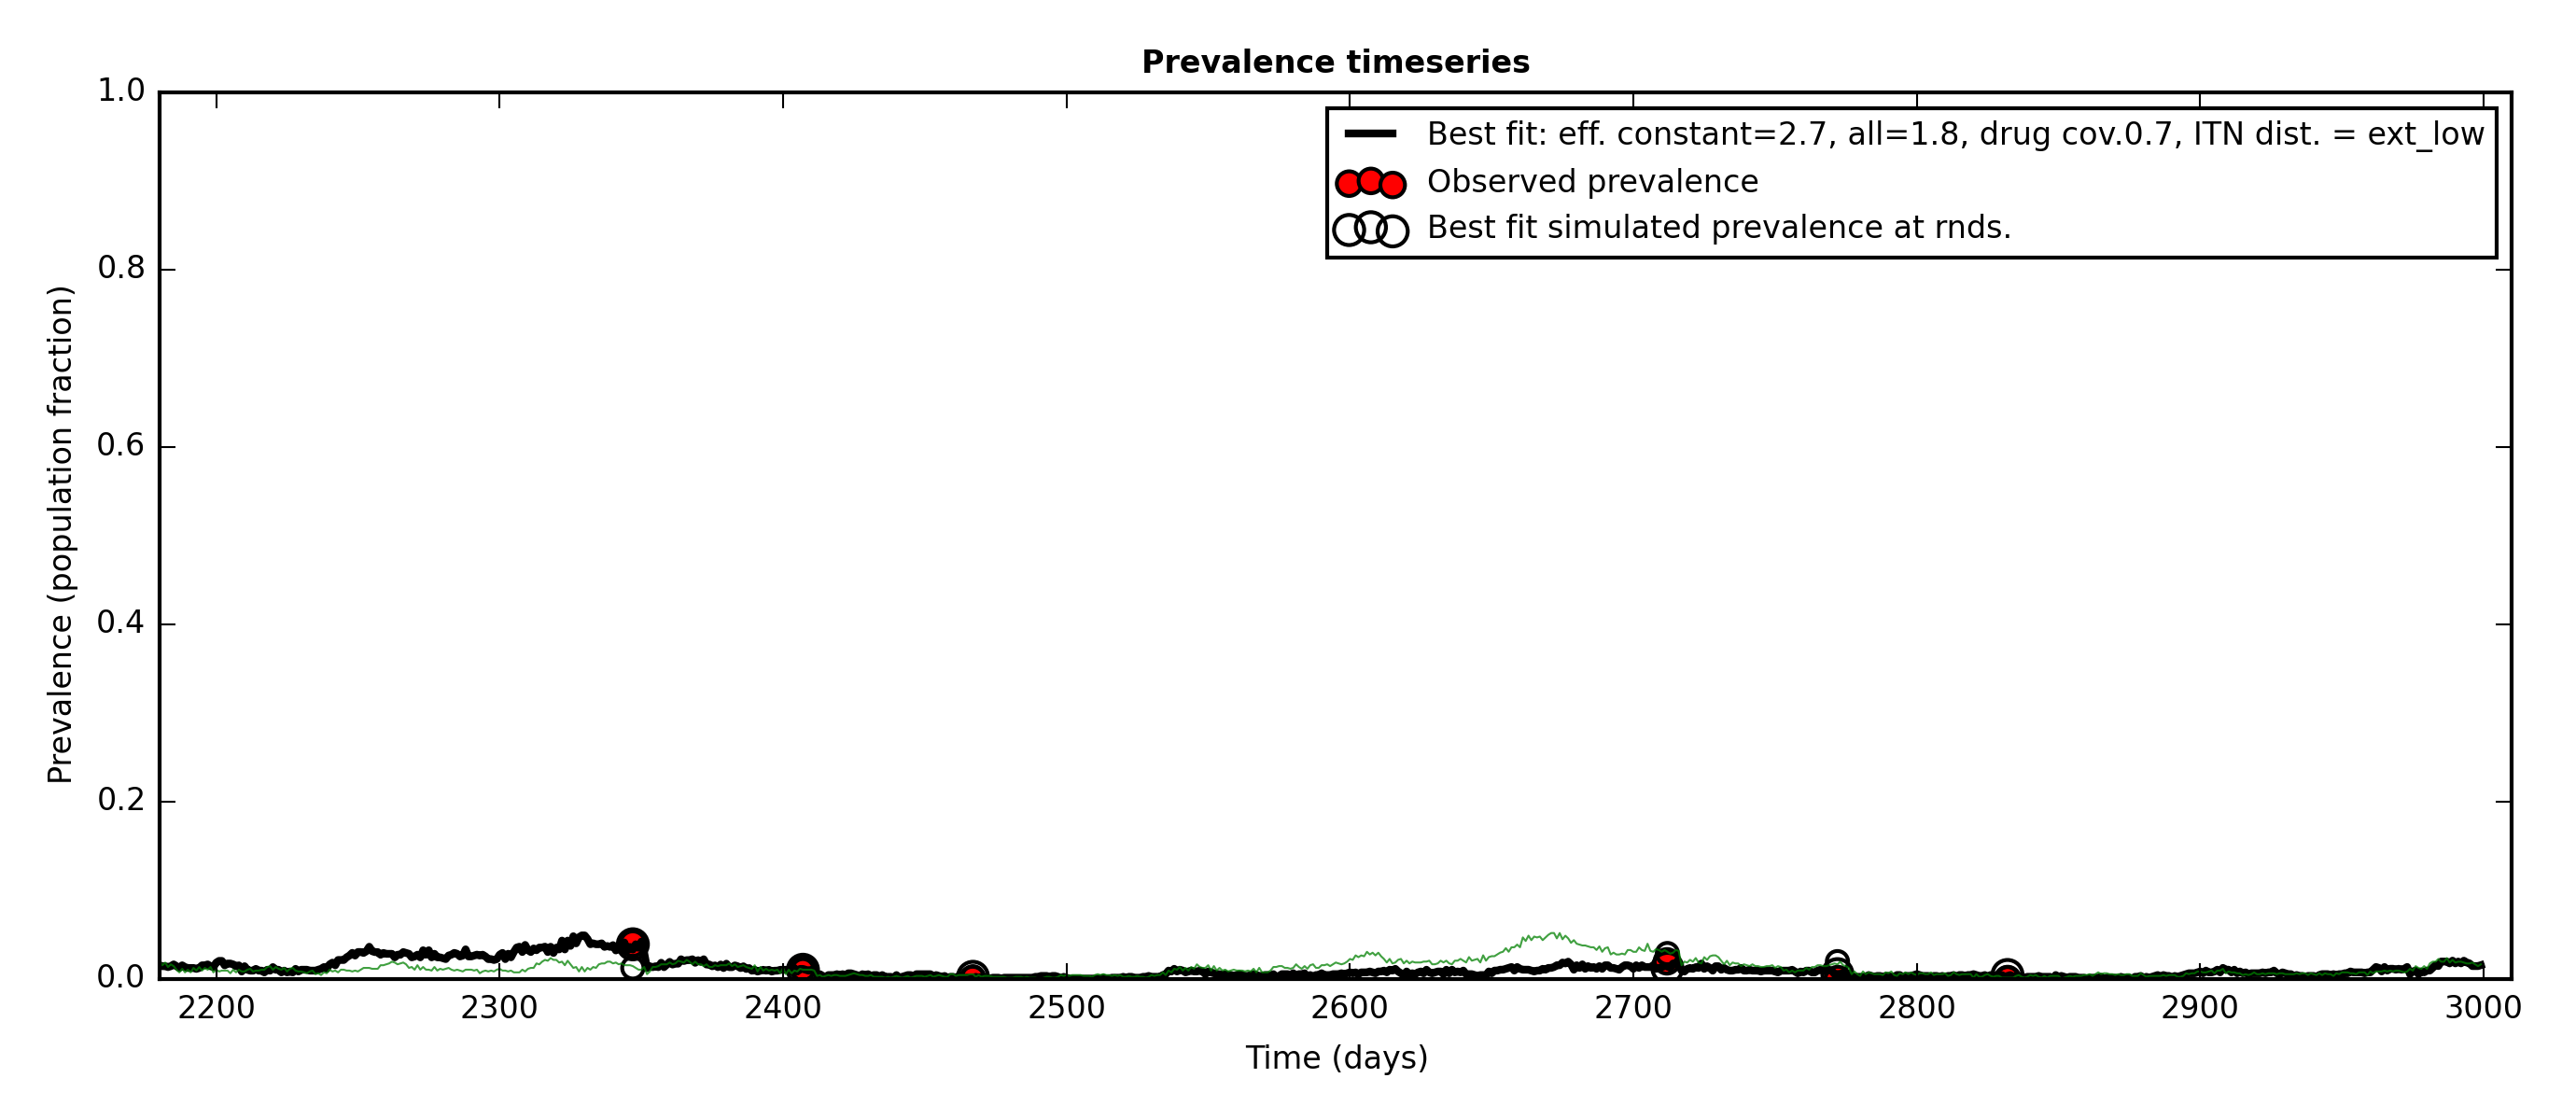 Prevalence timeseries
1.0
0.8
0.6
0.4
0.2
0.0
Prevalence (population fraction)
Best fit: eff. constant=2.7, all=1.8, drug cov.0.7, ITN dist. = ext_low
Observed prevalence
Best fit simulated prevalence at rnds.
2200 2300 2400 2500 2600 2700 2800 2900 3000
Time (days)